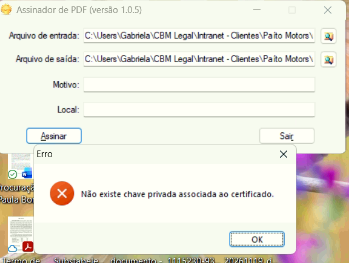 Assinador de PDF (versão 1.0.5)
Arquivo de entrada: C:\Users\Gabriela\CBM Legal\Intranet - Clientes\Paíto Motors\
Arquivo de saída: C:\Users\Gabriela\CBM Legal\Intranet - Clientes\Paíto Motors\
Motivo:
Local:
Assinar
Sair
Erro
Não existe chave privada associada ao certificado.
OK